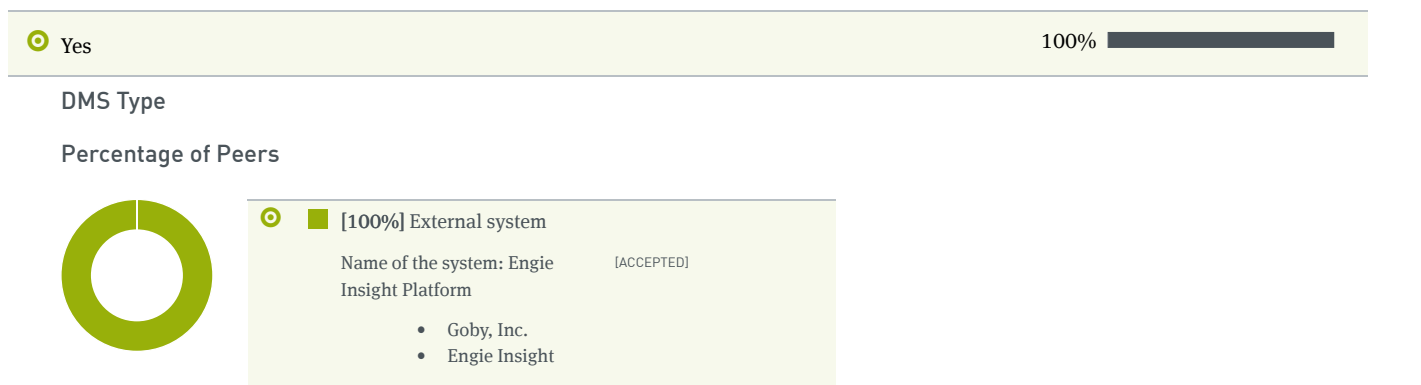 Yes 100%
DMS Type
Percentage of Peers
[100%] External system
Name of the system: Engie [ACCEPTED]
Insight Platform
• Goby, Inc.
• Engie Insight